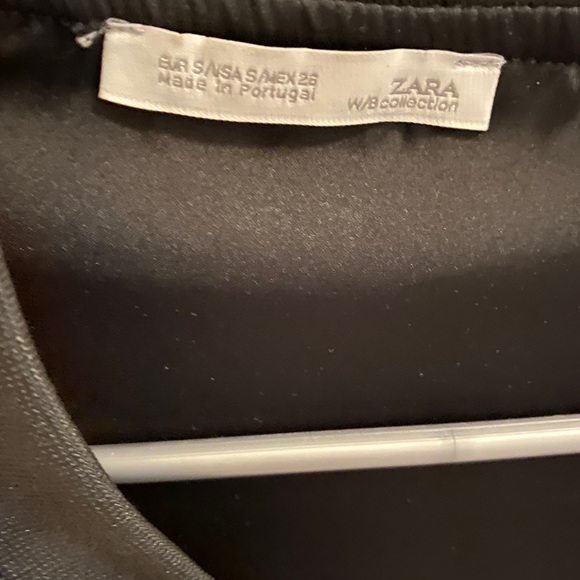 EUR S/USA S/MEX 26
Made in Portugal
ZARA
W/B collection